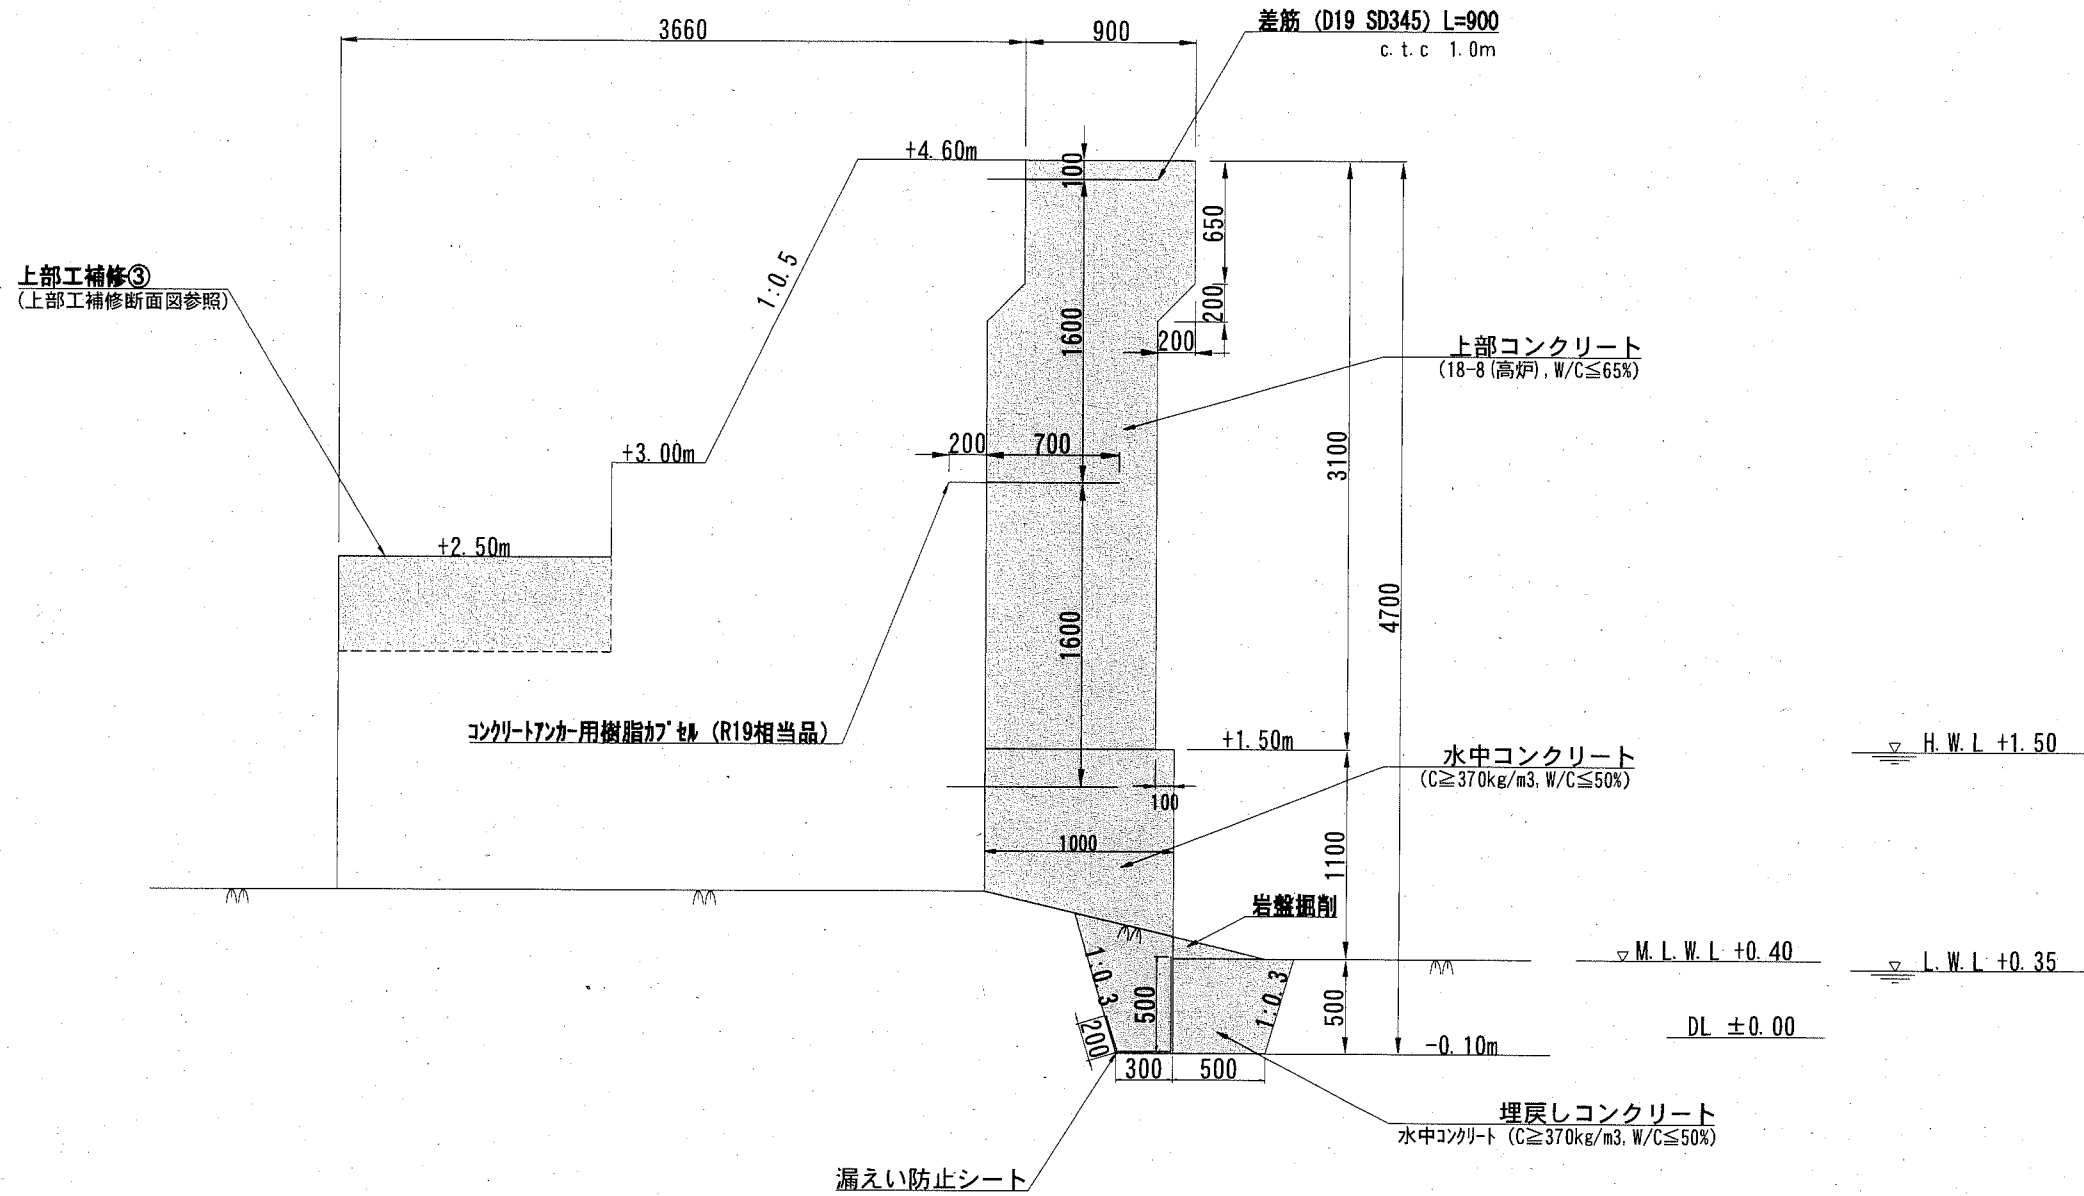 3660
900
差筋 (D19 SD345) L=900
c.t.c 1.0m
+4.60m
100
650
1:0.5
上部工補修③
(上部工補修断面図参照)
200
1600
200
上部コンクリート
(18-8(高炉), W/C≦65%)
+3.00m
200
700
3100
+2.50m
4700
1600
コンクリートアンカー用樹脂カプセル (R19相当品)
+1.50m
H.W.L +1.50
水中コンクリート
(C≧370kg/m3, W/C≦50%)
100
1000
1100
岩盤掘削
M.L.W.L +0.40
L.W.L +0.35
1:0.3
500
1:0.3
500
200
DL ±0.00
-0.10m
300
500
埋戻しコンクリート
水中コンクリート (C≧370kg/m3, W/C≦50%)
漏えい防止シート